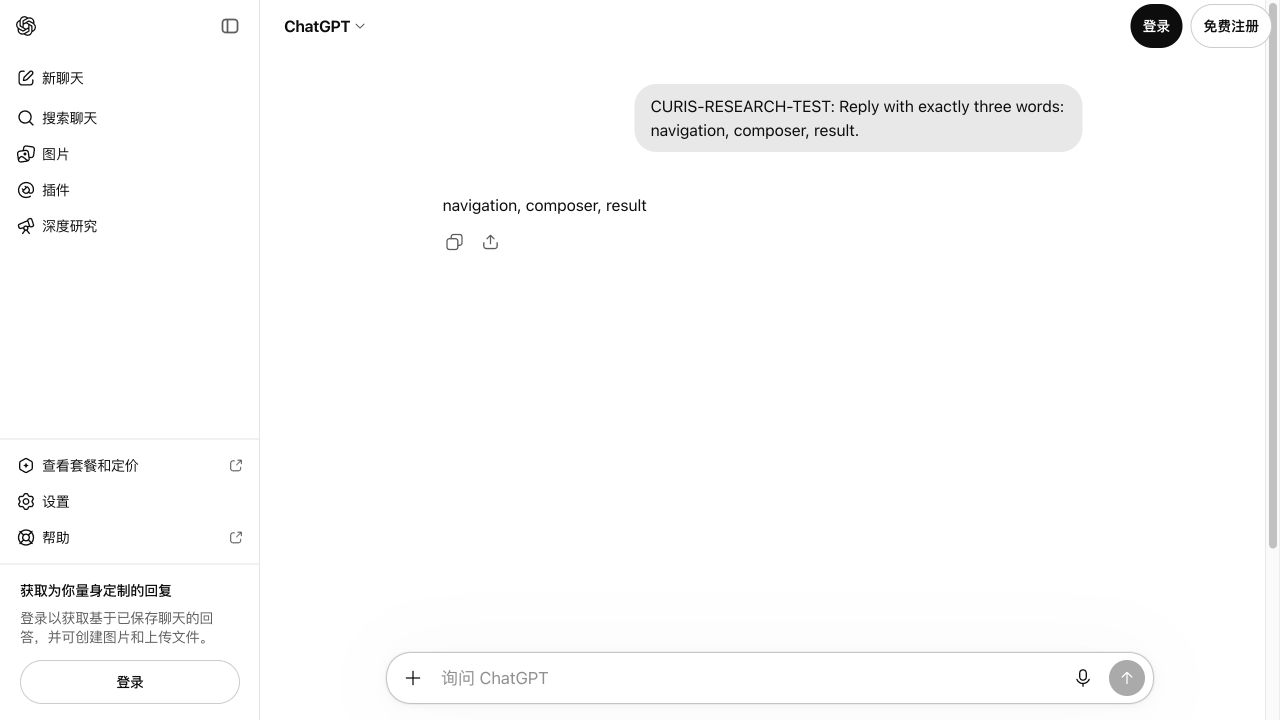 新聊天
搜索聊天
图片
插件
深度研究
查看套餐和定价
设置
帮助
获取为你量身定制的回复
登录以获取基于已保存聊天的回
答，并可创建图片和上传文件。
登录
ChatGPT
登录
免费注册
CURIS-RESEARCH-TEST: Reply with exactly three words:
navigation, composer, result.
navigation, composer, result
询问 ChatGPT